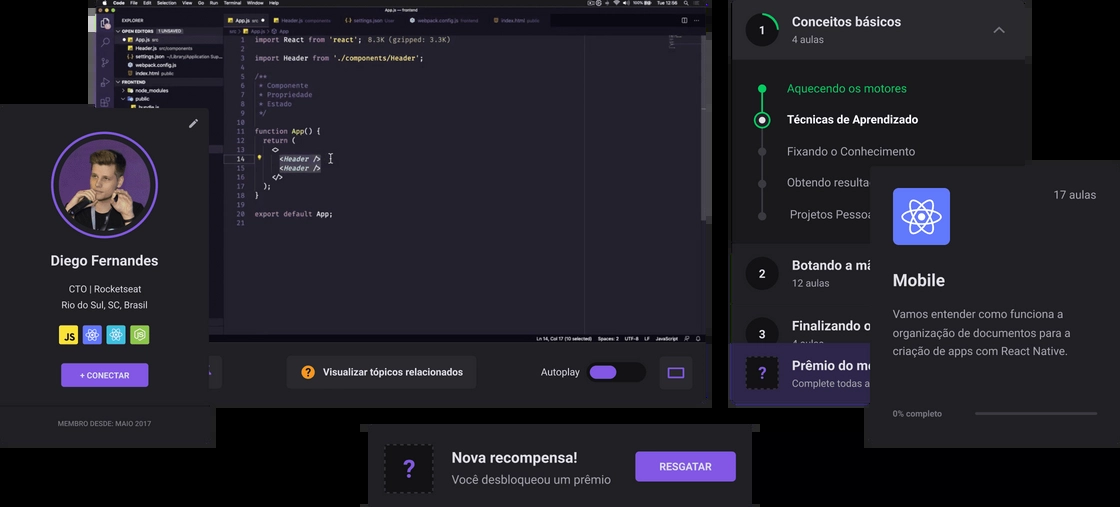 Code File Edit Selection View Go Debug Terminal Window Help
Tue 12:56
App.js — frontend
EXPLORER
OPEN EDITORS 1 UNSAVED
App.js src
Header.js src/components
settings.json ~/Library/Application Sup...
webpack.config.js
index.html public
FRONTEND
node_modules
public
bundle.js
App.js src
Header.js components
settings.json User
webpack.config.js frontend
index.html public
src > App.js > App
1 import React from 'react'; 8.3K (gzipped: 3.3K)
2
3 import Header from './components/Header';
4
5 /**
6 * Componente
7 * Propriedade
8 * Estado
9 */
10
11 function App() {
12 return (
13 <>
14 <Header />
15 <Header />
16 </>
17 );
18 }
19
20 export default App;
21
Ln 14, Col 17 (10 selected) Spaces: 2 UTF-8 LF JavaScript
Diego Fernandes
CTO | Rocketseat
Rio do Sul, SC, Brasil
JS
+ CONECTAR
MEMBRO DESDE: MAIO 2017
? Visualizar tópicos relacionados
Autoplay
1 Conceitos básicos
4 aulas
Aquecendo os motores
Técnicas de Aprendizado
Fixando o Conhecimento
Obtendo resulta
Projetos Pessoa
2 Botando a mã
12 aulas
3 Finalizando o
4 aulas
? Prêmio do mó
Complete todas a
17 aulas
Mobile
Vamos entender como funciona a
organização de documentos para a
criação de apps com React Native.
0% completo
? Nova recompensa!
Você desbloqueou um prêmio
RESGATAR